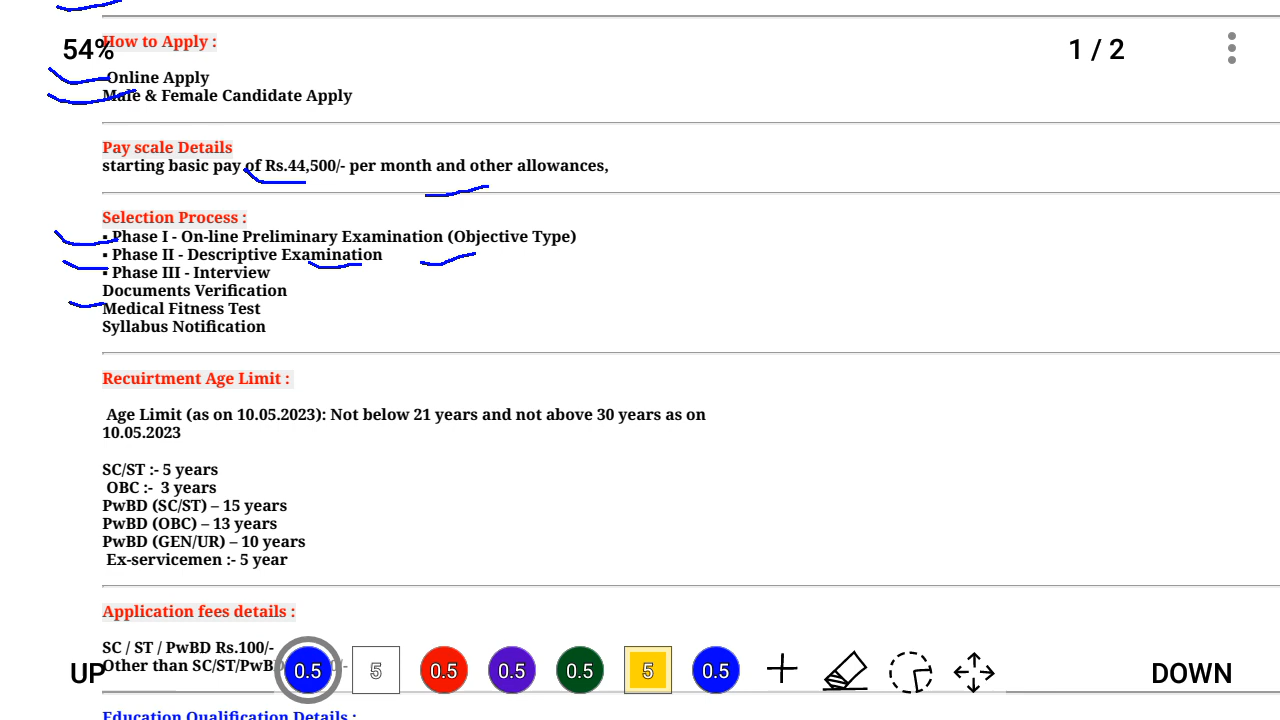 How to Apply :
54%
1 / 2
Online Apply
Male & Female Candidate Apply
Pay scale Details
starting basic pay of Rs.44,500/- per month and other allowances,
Selection Process :
▪ Phase I - On-line Preliminary Examination (Objective Type)
▪ Phase II - Descriptive Examination
▪ Phase III - Interview
Documents Verification
Medical Fitness Test
Syllabus Notification
Recuirtment Age Limit :
Age Limit (as on 10.05.2023): Not below 21 years and not above 30 years as on
10.05.2023
SC/ST :- 5 years
OBC :-  3 years
PwBD (SC/ST) – 15 years
PwBD (OBC) – 13 years
PwBD (GEN/UR) – 10 years
Ex-servicemen :- 5 year
Application fees details :
SC / ST / PwBD Rs.100/-
Other than SC/ST/PwBD
UP
0.5 5 0.5 0.5 0.5 5 0.5
DOWN
Education Qualification Details :